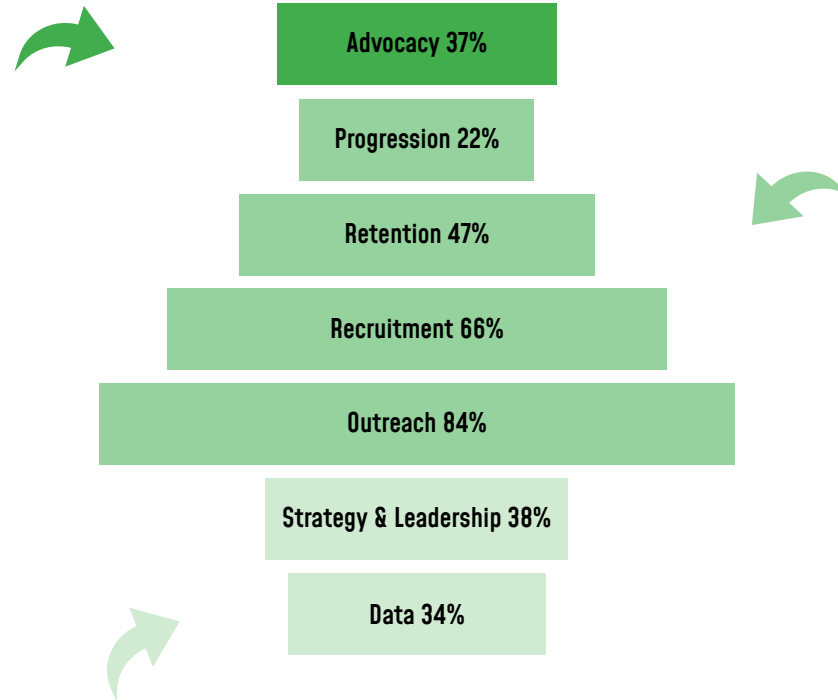 Advocacy 37%
Progression 22%
Retention 47%
Recruitment 66%
Outreach 84%
Strategy & Leadership 38%
Data 34%